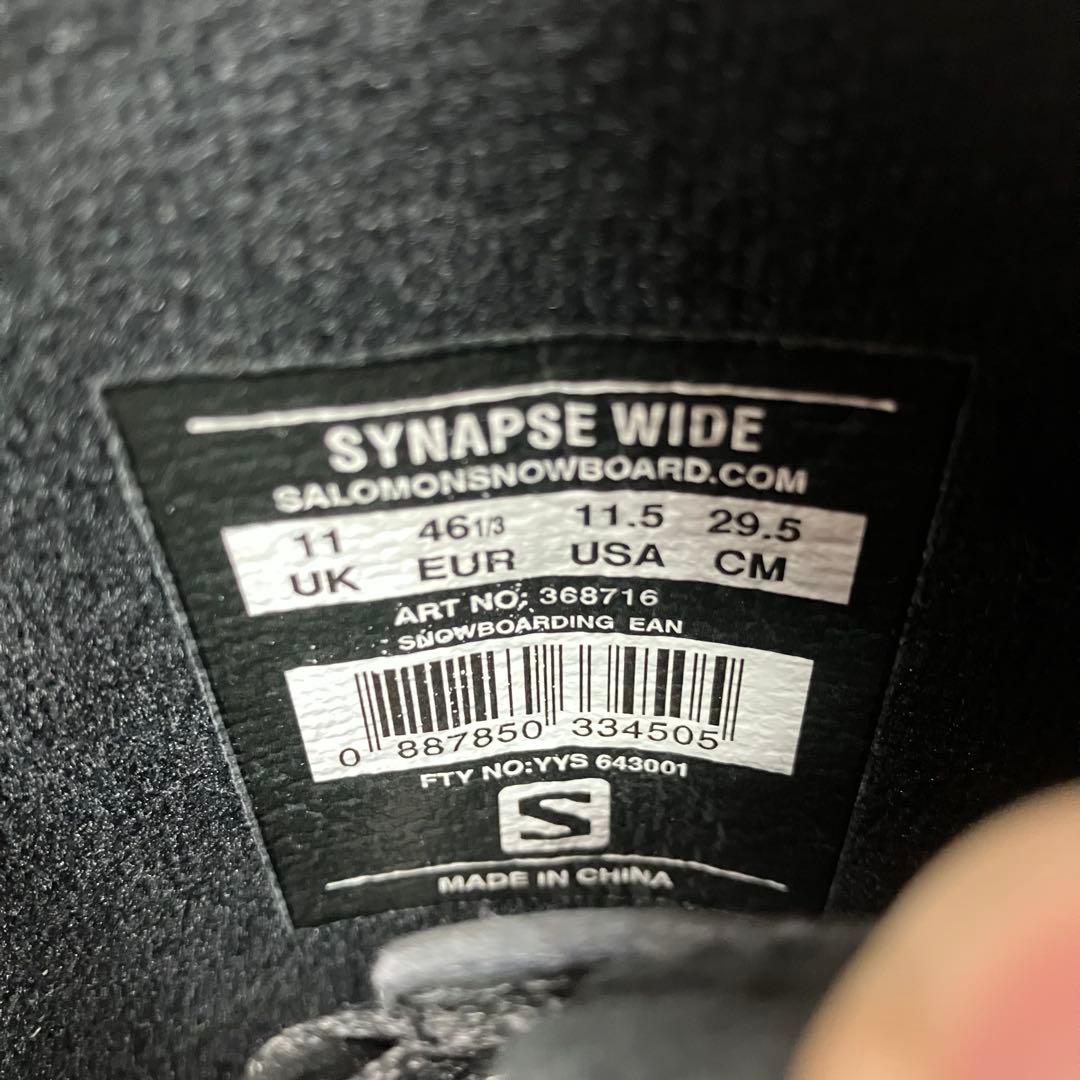 SYNAPSE WIDE
SALOMONSNOWBOARD.COM
11 46 1/3 11.5 29.5
UK EUR USA CM
ART NO: 368716
SNOWBOARDING EAN
0 887850 334505
FTY NO:YYS 643001
S
MADE IN CHINA